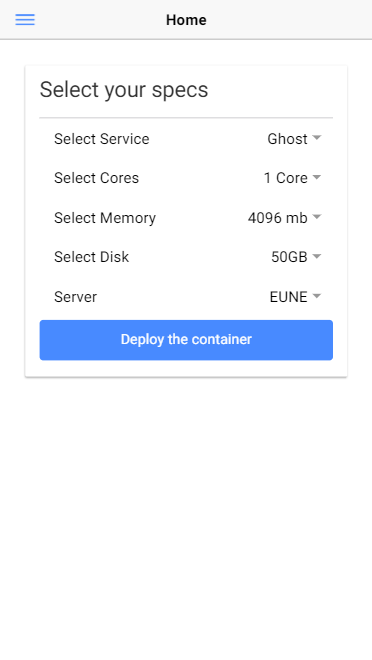 Home
Select your specs
Select Service Ghost
Select Cores 1 Core
Select Memory 4096 mb
Select Disk 50GB
Server EUNE
Deploy the container